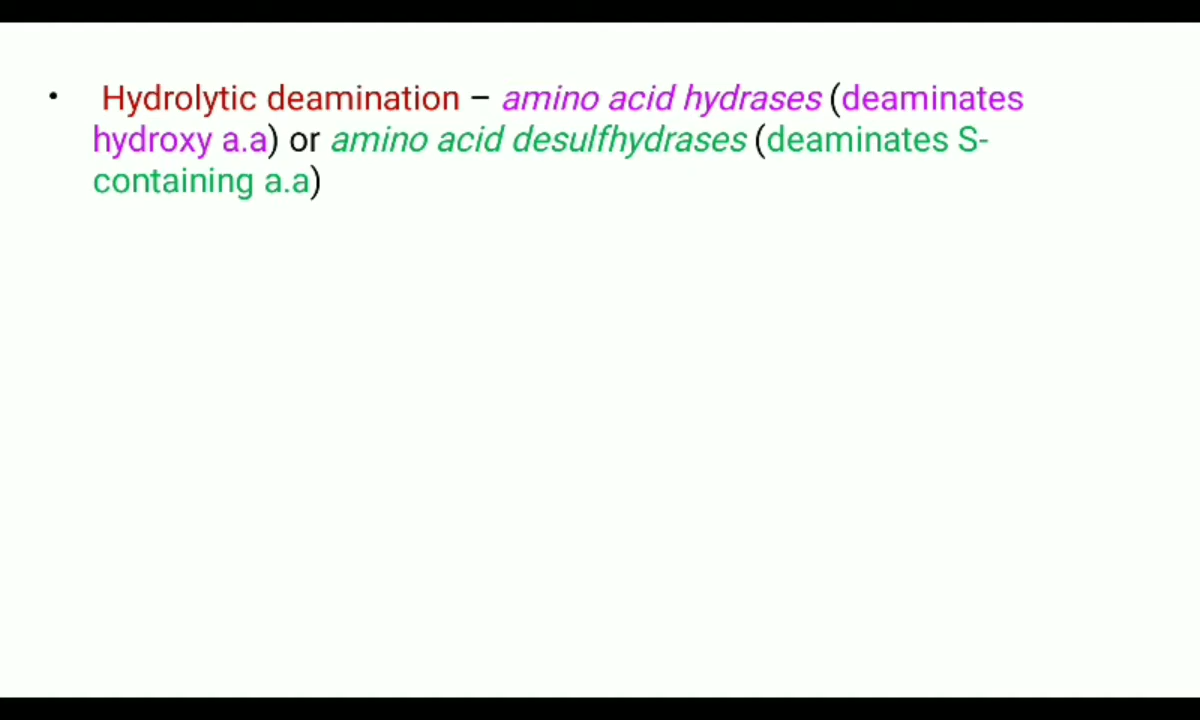 • Hydrolytic deamination – amino acid hydrases (deaminates
hydroxy a.a) or amino acid desulfhydrases (deaminates S-
containing a.a)